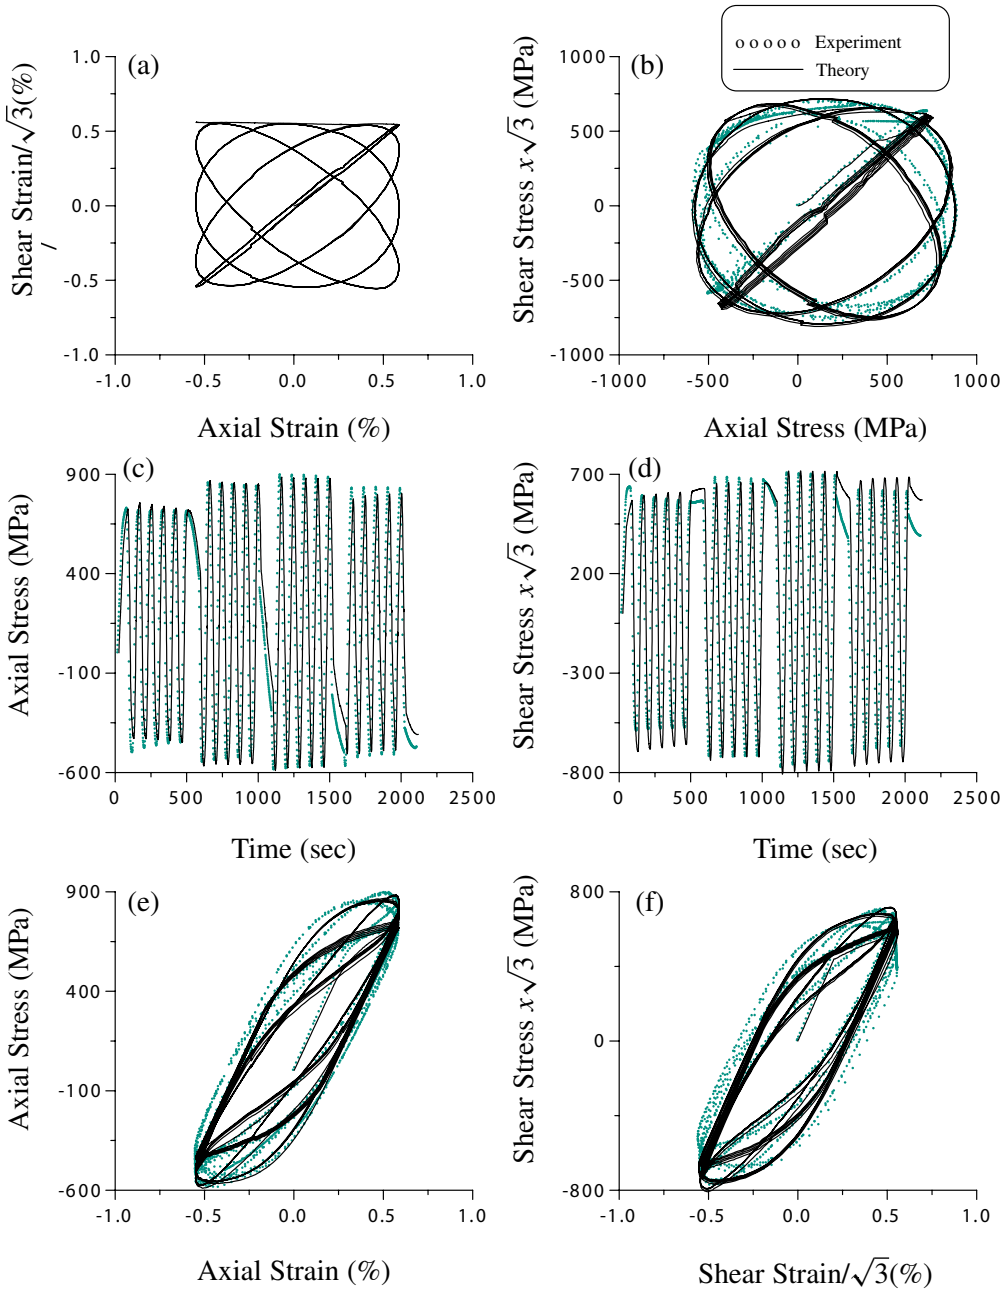 o o o o o Experiment
Theory
(a)
Shear Strain/√3(%)
/
1.0
0.5
0.0
-0.5
-1.0
-1.0 -0.5 0.0 0.5 1.0
Axial Strain (%)
(b)
Shear Stress x√3 (MPa)
1000
500
0
-500
-1000
-1000 -500 0 500 1000
Axial Stress (MPa)
(c)
Axial Stress (MPa)
900
400
-100
-600
0 500 1000 1500 2000 2500
Time (sec)
(d)
Shear Stress x√3 (MPa)
700
200
-300
-800
0 500 1000 1500 2000 2500
Time (sec)
(e)
Axial Stress (MPa)
900
400
-100
-600
-1.0 -0.5 0.0 0.5 1.0
Axial Strain (%)
(f)
Shear Stress x√3 (MPa)
800
0
-800
-1.0 -0.5 0.0 0.5 1.0
Shear Strain/√3(%)